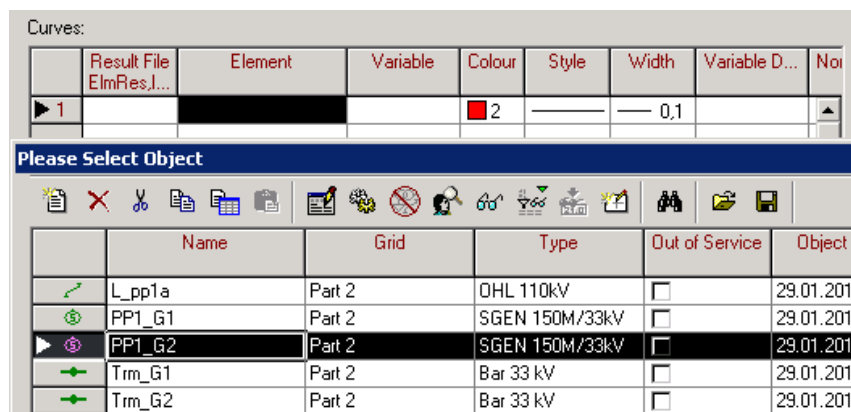 Curves:
Result File Element Variable Colour Style Width Variable D... Nor
ElmRes,I...
1 2 0,1
Please Select Object
Name Grid Type Out of Service Object
L_pp1a Part 2 OHL 110kV 29.01.201
PP1_G1 Part 2 SGEN 150M/33kV 29.01.201
PP1_G2 Part 2 SGEN 150M/33kV 29.01.201
Trm_G1 Part 2 Bar 33 kV 29.01.201
Trm_G2 Part 2 Bar 33 kV 29.01.201